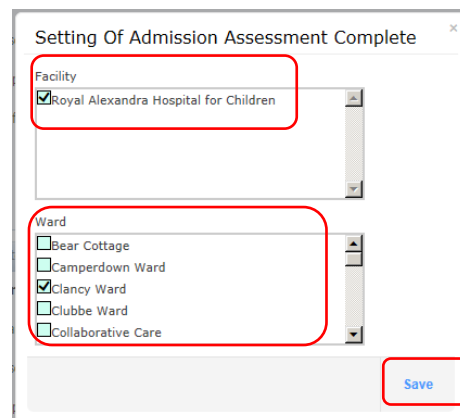 Setting Of Admission Assessment Complete
Facility
Royal Alexandra Hospital for Children
Ward
Bear Cottage
Camperdown Ward
Clancy Ward
Clubbe Ward
Collaborative Care
Save